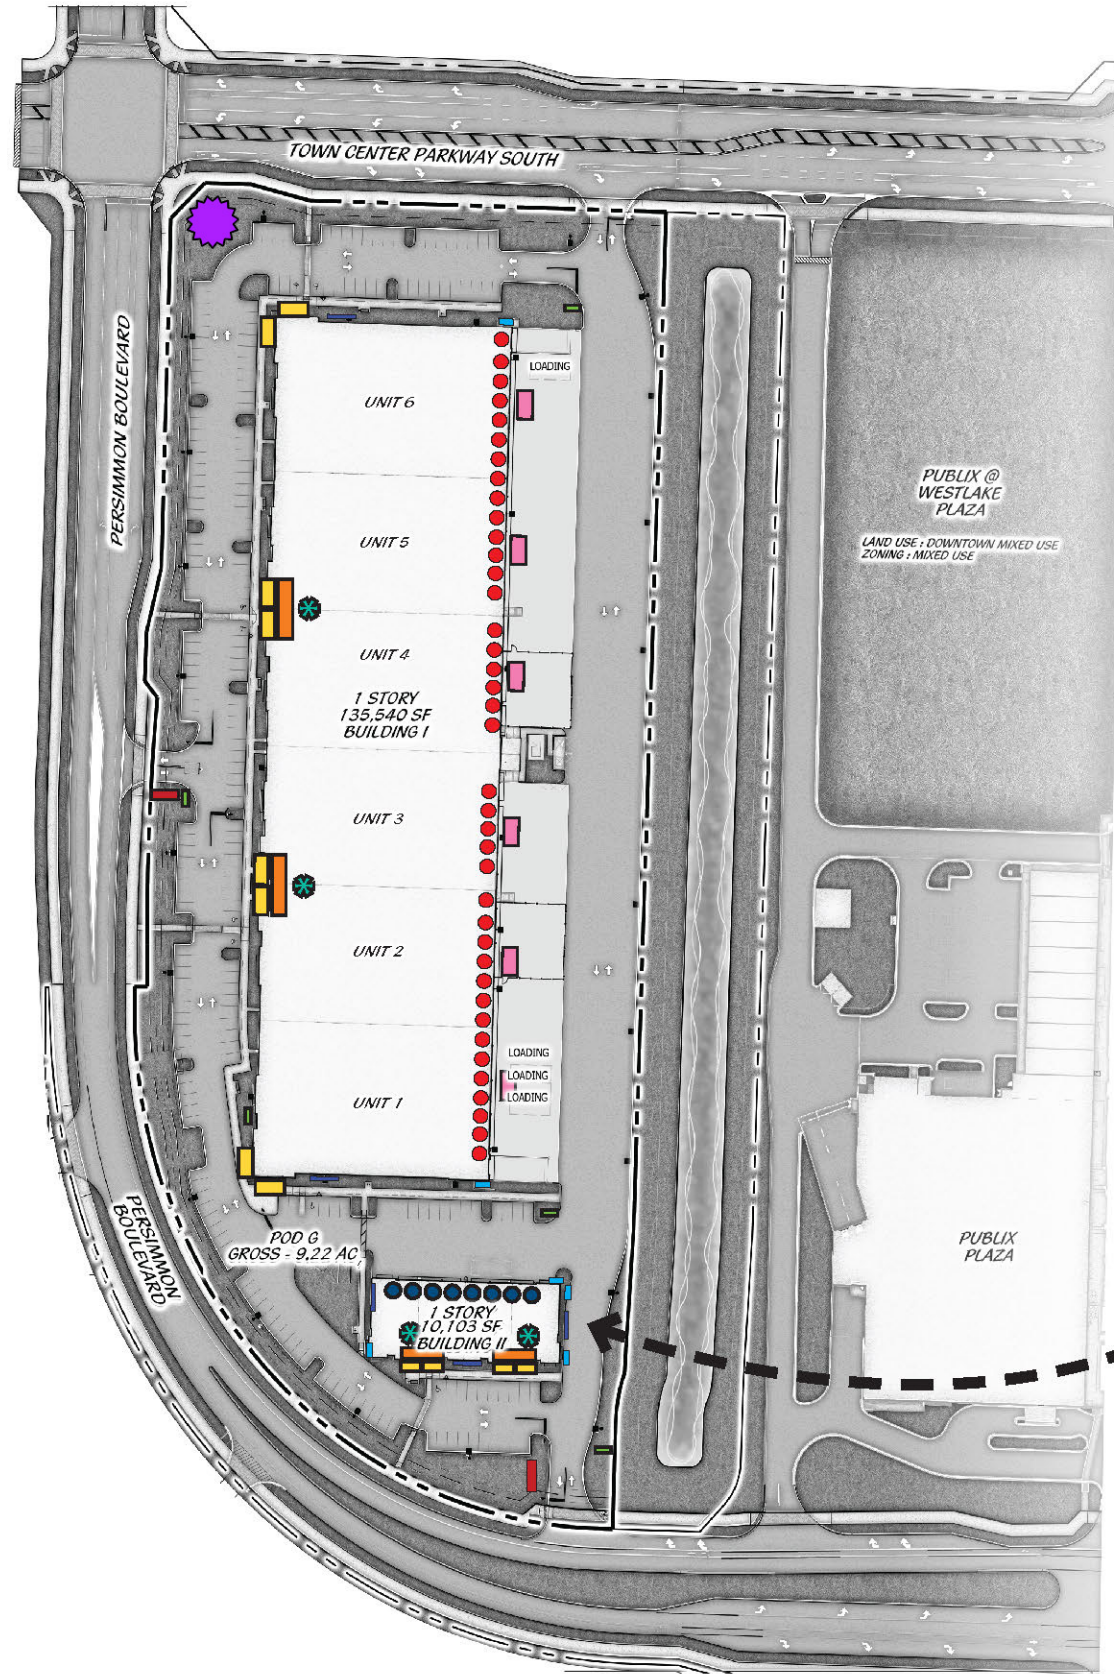 TOWN CENTER PARKWAY SOUTH
PERSIMMON BOULEVARD
LOADING
UNIT 6
PUBLIX @
WESTLAKE
PLAZA
LAND USE : DOWNTOWN MIXED USE
ZONING : MIXED USE
UNIT 5
UNIT 4
1 STORY
135,540 SF
BUILDING I
UNIT 3
UNIT 2
LOADING
LOADING
LOADING
UNIT 1
PERSIMMON
BOULEVARD
POD G
GROSS - 9.22 AC.
PUBLIX
PLAZA
1 STORY
10,103 SF
BUILDING II